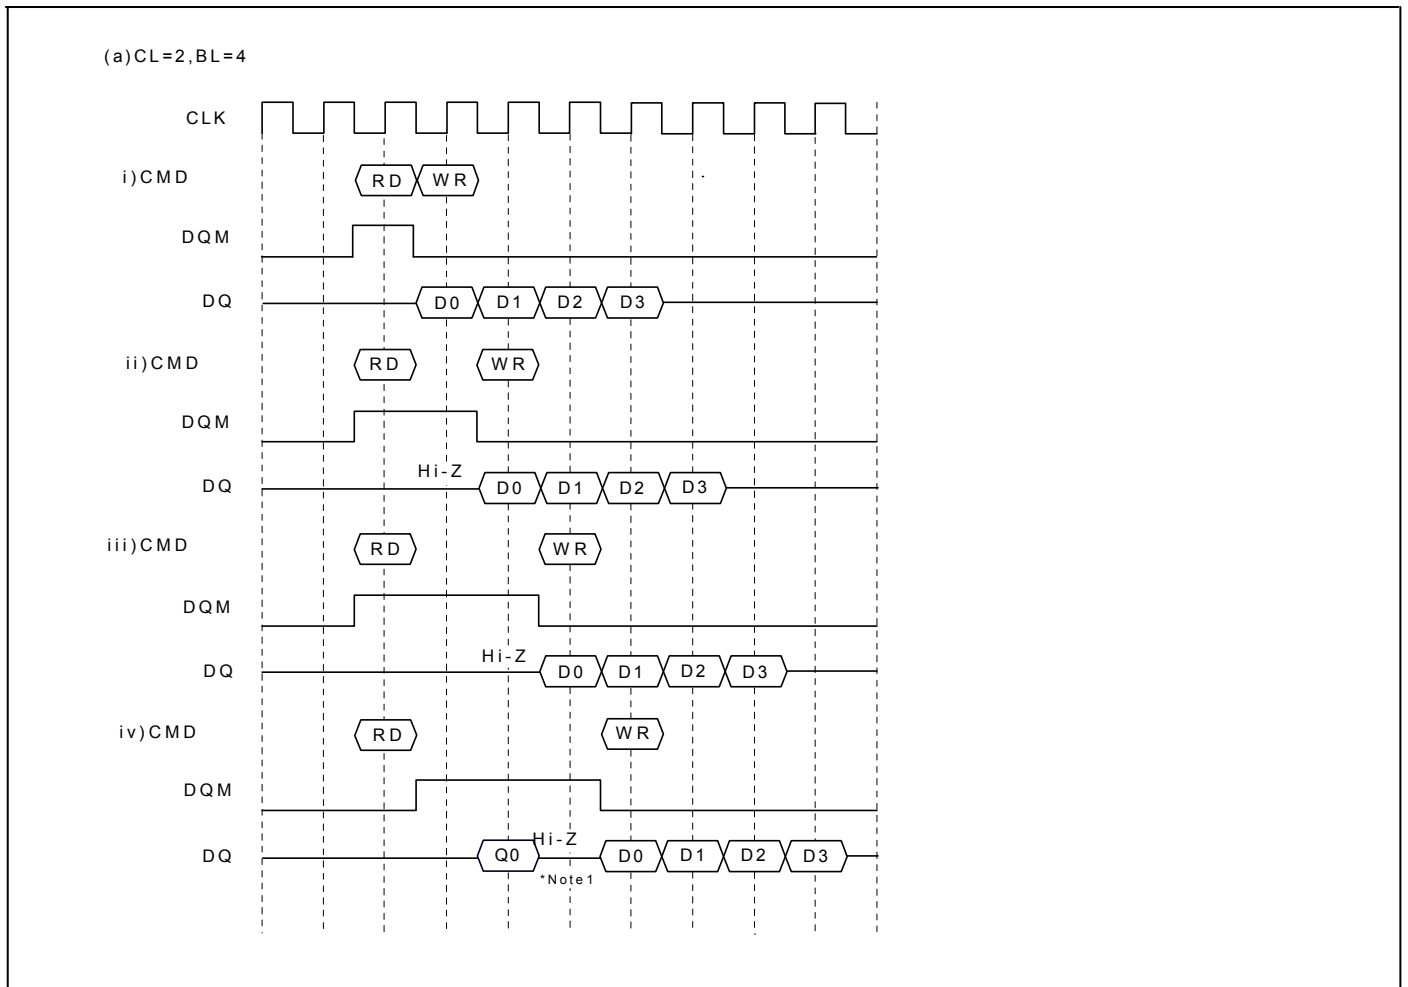 (a)CL=2,BL=4
CLK
i)CMD RD WR
DQM
DQ D0 D1 D2 D3
ii)CMD RD WR
DQM
Hi-Z
DQ D0 D1 D2 D3
iii)CMD RD WR
DQM
Hi-Z
DQ D0 D1 D2 D3
iv)CMD RD WR
DQM
Hi-Z
DQ Q0 D0 D1 D2 D3
*Note1